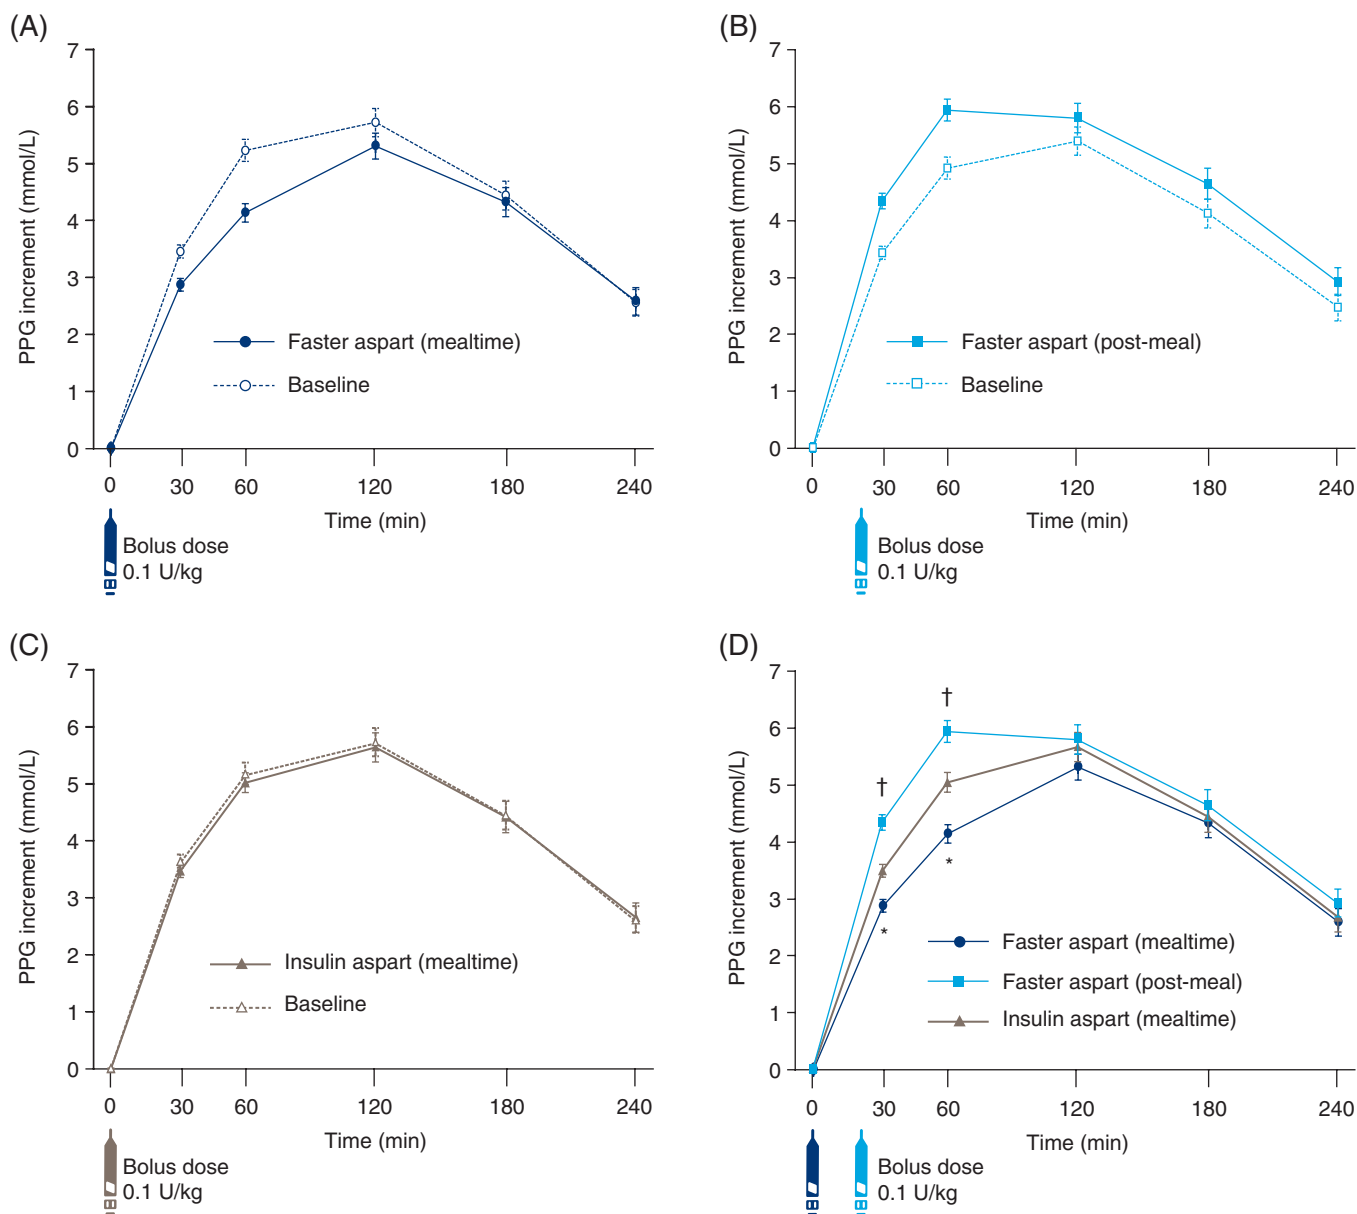 (A)
PPG increment (mmol/L)
7
6
5
4
3
2
1
0
Faster aspart (mealtime)
Baseline
0 30 60 120 180 240
Time (min)
Bolus dose
0.1 U/kg
(B)
PPG increment (mmol/L)
7
6
5
4
3
2
1
0
Faster aspart (post-meal)
Baseline
0 30 60 120 180 240
Time (min)
Bolus dose
0.1 U/kg
(C)
PPG increment (mmol/L)
7
6
5
4
3
2
1
0
Insulin aspart (mealtime)
Baseline
0 30 60 120 180 240
Time (min)
Bolus dose
0.1 U/kg
(D)
PPG increment (mmol/L)
7
6
5
4
3
2
1
0
†
†
*
*
Faster aspart (mealtime)
Faster aspart (post-meal)
Insulin aspart (mealtime)
0 30 60 120 180 240
Time (min)
Bolus dose
0.1 U/kg